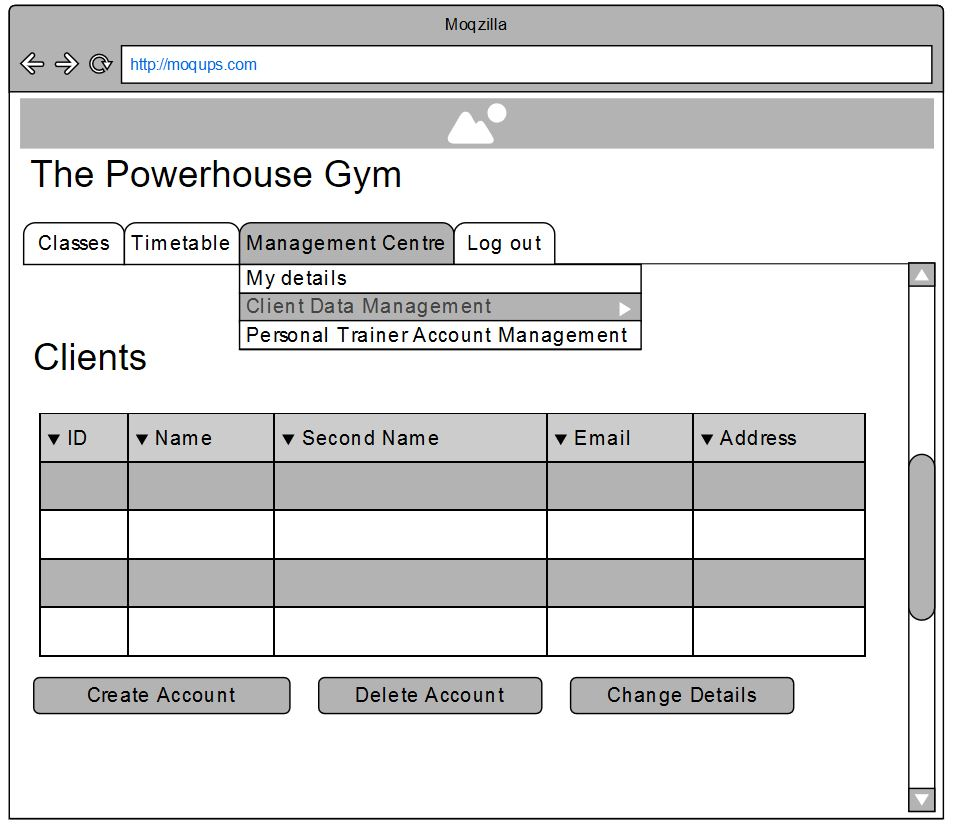 Moqzilla
http://moqups.com
The Powerhouse Gym
Classes Timetable Management Centre Log out
My details
Client Data Management
Personal Trainer Account Management
Clients
ID Name Second Name Email Address
Create Account Delete Account Change Details